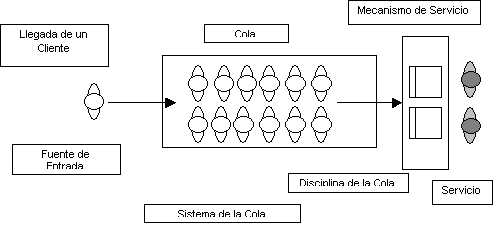 Mecanismo de Servicio
Llegada de un
Cliente
Cola
Fuente de
Entrada
Disciplina de la Cola
Servicio
Sistema de la Cola